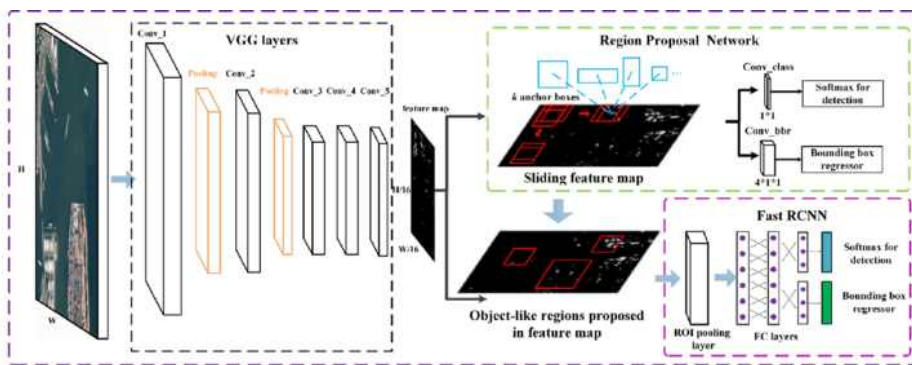 VGG layers
Conv_1
Pooling
Conv_2
Pooling
Conv_3
Conv_4
Conv_5
H
W
feature map
H/16
W/16
Region Proposal Network
k anchor boxes
...
Sliding feature map
Conv_class
1*1
Softmax for
detection
Conv_bbr
4*1*1
Bounding box
regressor
Object-like regions proposed
in feature map
Fast RCNN
ROI pooling
layer
FC layers
Softmax for
detection
Bounding box
regressor